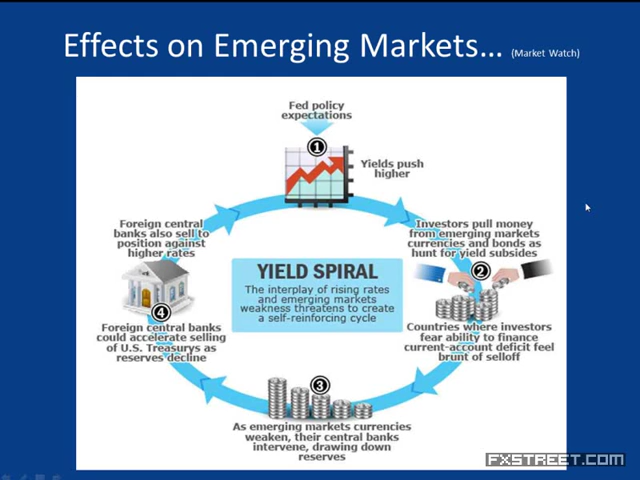 Effects on Emerging Markets... (Market Watch)
Fed policy
expectations
1
Yields push
higher
Investors pull money
from emerging markets
currencies and bonds as
hunt for yield subsides
2
Countries where investors
fear ability to finance
current-account deficit feel
brunt of selloff
3
As emerging markets currencies
weaken, their central banks
intervene, drawing down
reserves
Foreign central
banks also sell to
position against
higher rates
4
Foreign central banks
could accelerate selling
of U.S. Treasurys as
reserves decline
YIELD SPIRAL
The interplay of rising rates
and emerging markets
weakness threatens to create
a self-reinforcing cycle
FXSTREET.COM